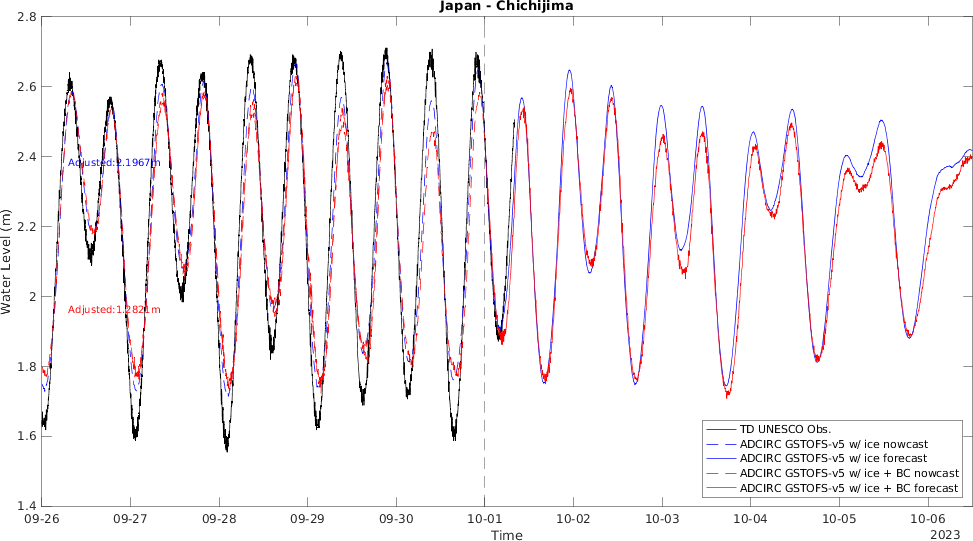 Japan - Chichijima
Water Level (m)
2.8
2.6
2.4
2.2
2
1.8
1.6
1.4
Adjusted:2.1967m
Adjusted:1.2821m
TD UNESCO Obs.
ADCIRC GSTOFS-v5 w/ ice nowcast
ADCIRC GSTOFS-v5 w/ ice forecast
ADCIRC GSTOFS-v5 w/ ice + BC nowcast
ADCIRC GSTOFS-v5 w/ ice + BC forecast
09-26 09-27 09-28 09-29 09-30 10-01 10-02 10-03 10-04 10-05 10-06
2023
Time